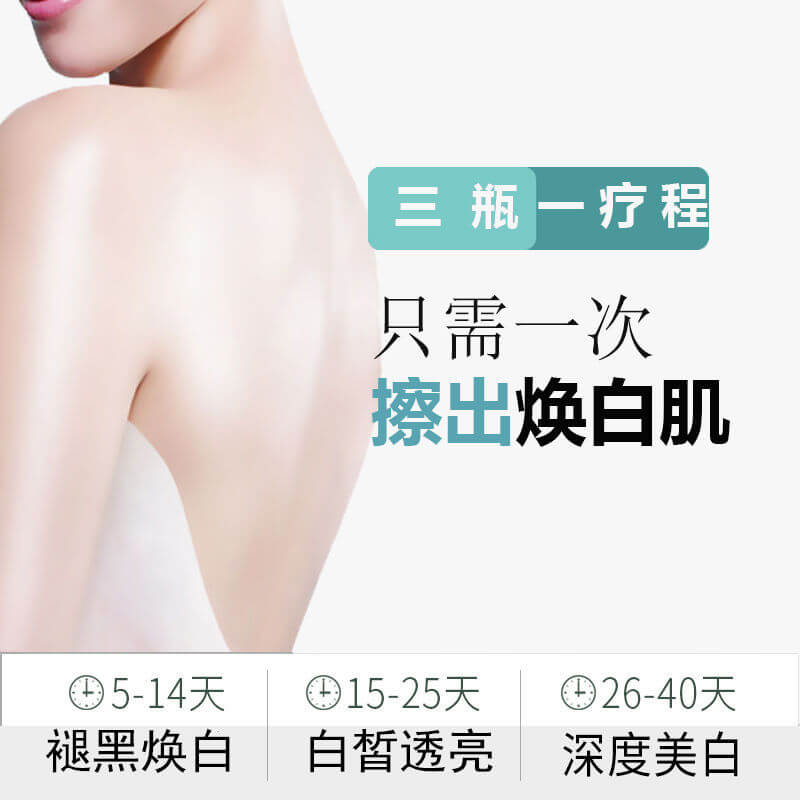 三瓶一疗程
只需一次
擦出焕白肌
5-14天
褪黑焕白
15-25天
白皙透亮
26-40天
深度美白